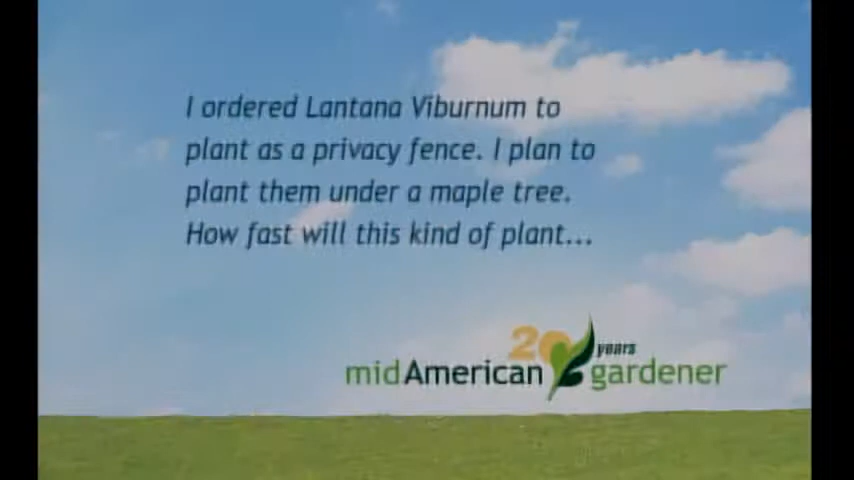 I ordered Lantana Viburnum to
plant as a privacy fence. I plan to
plant them under a maple tree.
How fast will this kind of plant...
20 years
midAmerican gardener